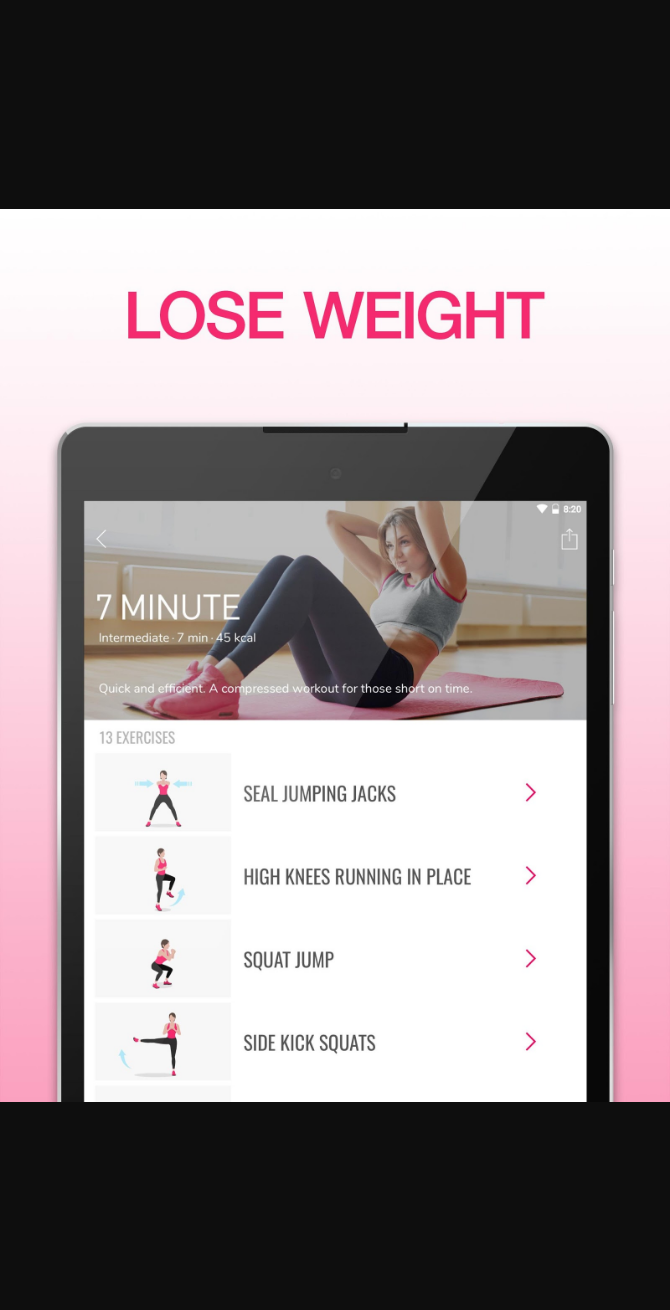 LOSE WEIGHT
8:20
7 MINUTE
Intermediate · 7 min · 45 kcal
Quick and efficient. A compressed workout for those short on time.
13 EXERCISES
SEAL JUMPING JACKS
HIGH KNEES RUNNING IN PLACE
SQUAT JUMP
SIDE KICK SQUATS